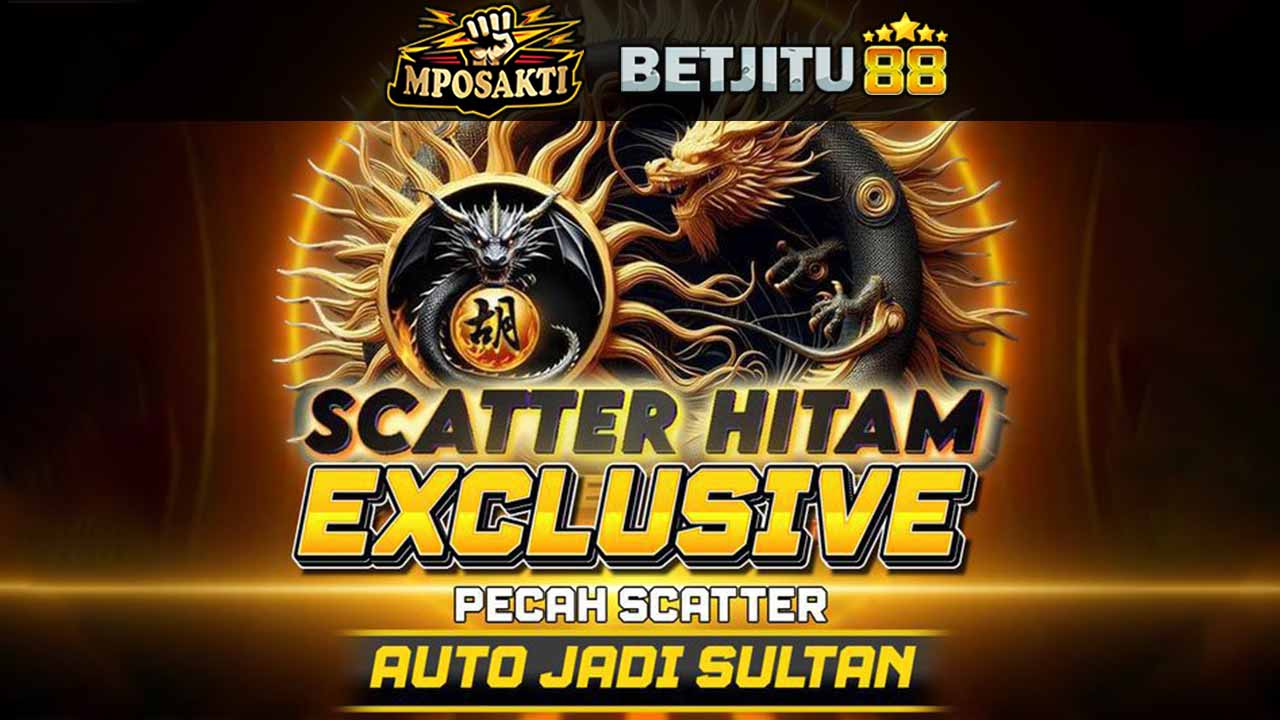 MPOSAKTI BETJITU88
胡
SCATTER HITAM
EXCLUSIVE
PECAH SCATTER
AUTO JADI SULTAN